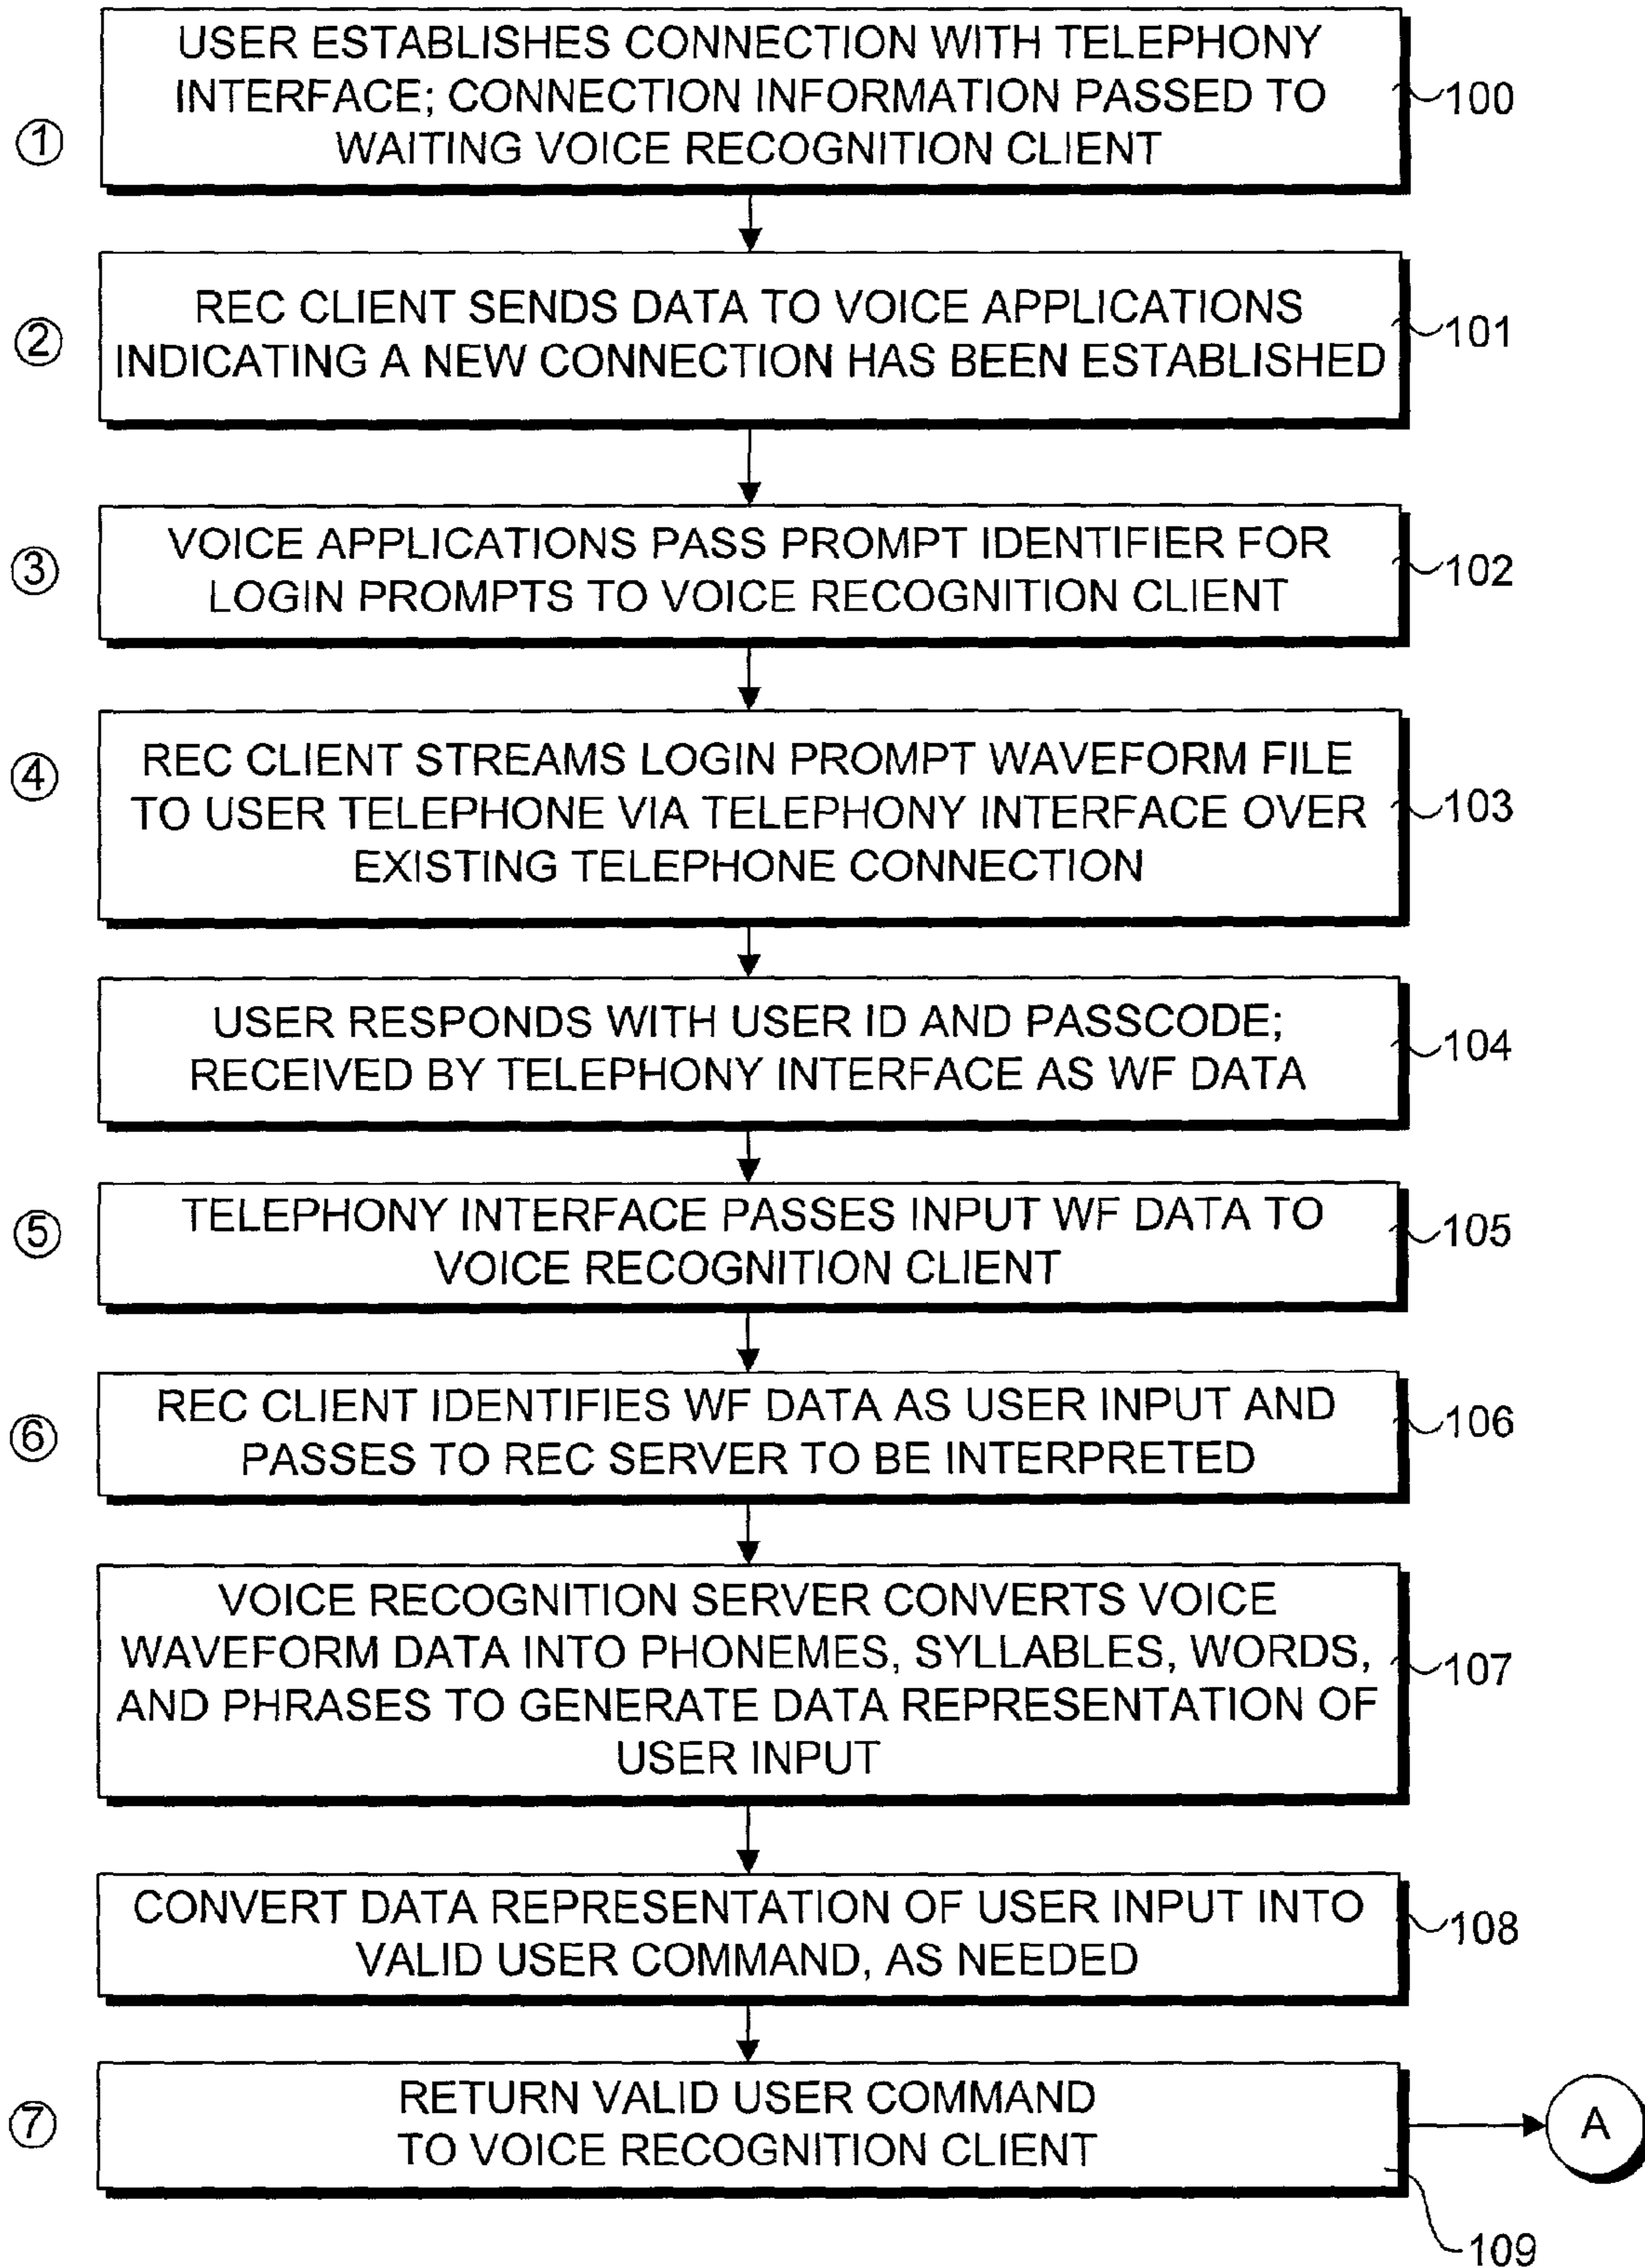 USER ESTABLISHES CONNECTION WITH TELEPHONY
INTERFACE; CONNECTION INFORMATION PASSED TO
WAITING VOICE RECOGNITION CLIENT
100
①
REC CLIENT SENDS DATA TO VOICE APPLICATIONS
INDICATING A NEW CONNECTION HAS BEEN ESTABLISHED
101
②
VOICE APPLICATIONS PASS PROMPT IDENTIFIER FOR
LOGIN PROMPTS TO VOICE RECOGNITION CLIENT
102
③
REC CLIENT STREAMS LOGIN PROMPT WAVEFORM FILE
TO USER TELEPHONE VIA TELEPHONY INTERFACE OVER
EXISTING TELEPHONE CONNECTION
103
④
USER RESPONDS WITH USER ID AND PASSCODE;
RECEIVED BY TELEPHONY INTERFACE AS WF DATA
104
TELEPHONY INTERFACE PASSES INPUT WF DATA TO
VOICE RECOGNITION CLIENT
105
⑤
REC CLIENT IDENTIFIES WF DATA AS USER INPUT AND
PASSES TO REC SERVER TO BE INTERPRETED
106
⑥
VOICE RECOGNITION SERVER CONVERTS VOICE
WAVEFORM DATA INTO PHONEMES, SYLLABLES, WORDS,
AND PHRASES TO GENERATE DATA REPRESENTATION OF
USER INPUT
107
CONVERT DATA REPRESENTATION OF USER INPUT INTO
VALID USER COMMAND, AS NEEDED
108
RETURN VALID USER COMMAND
TO VOICE RECOGNITION CLIENT
⑦
A
109